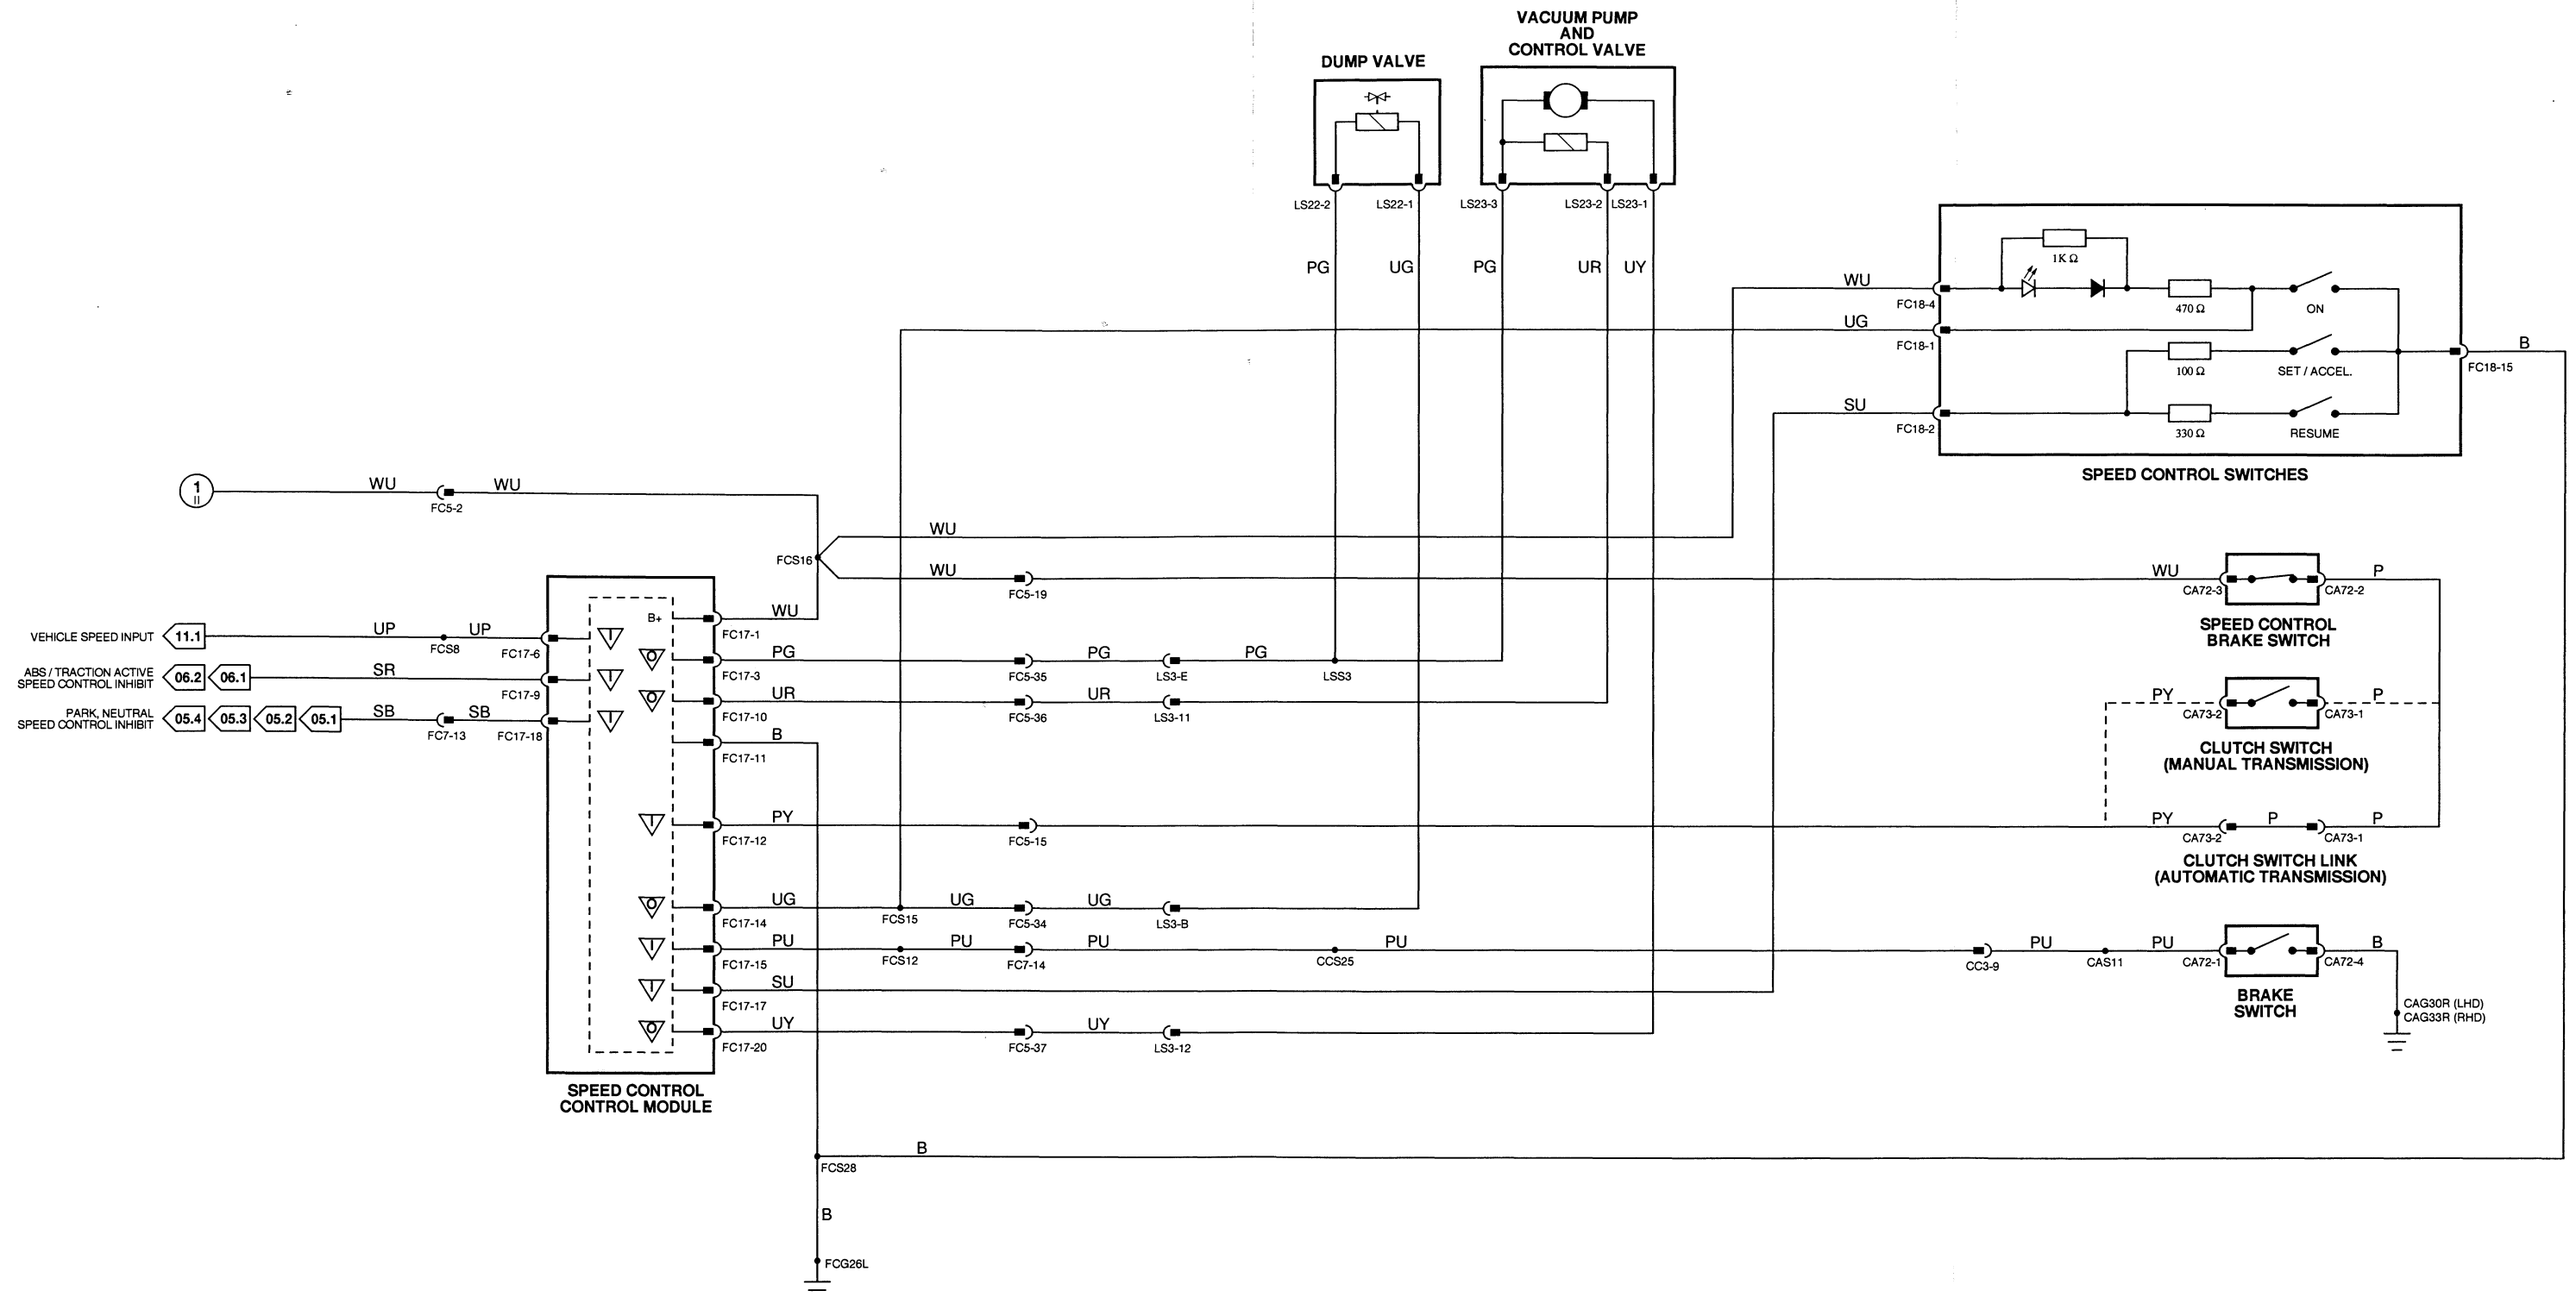 VACUUM PUMP
AND
CONTROL VALVE
DUMP VALVE
LS22-2
LS22-1
LS23-3
LS23-2
LS23-1
PG
UG
PG
UR
UY
1K Ω
WU
FC18-4
470 Ω
ON
UG
FC18-1
100 Ω
SET / ACCEL.
B
FC18-15
SU
FC18-2
330 Ω
RESUME
SPEED CONTROL SWITCHES
1
II
WU
FC5-2
WU
FCS16
WU
WU
FC5-19
WU
CA72-3
P
CA72-2
SPEED CONTROL
BRAKE SWITCH
B+
WU
FC17-1
VEHICLE SPEED INPUT
11.1
UP
FCS8
UP
FC17-6
I
O
PG
FC17-3
FC5-35
PG
LS3-E
PG
LSS3
ABS / TRACTION ACTIVE
SPEED CONTROL INHIBIT
06.2
06.1
SR
FC17-9
I
O
UR
FC17-10
FC5-36
UR
LS3-11
PARK, NEUTRAL
SPEED CONTROL INHIBIT
05.4
05.3
05.2
05.1
SB
FC7-13
SB
FC17-18
I
B
FC17-11
PY
CA73-2
P
CA73-1
CLUTCH SWITCH
(MANUAL TRANSMISSION)
I
PY
FC17-12
FC5-15
PY
CA73-2
P
CA73-1
P
CLUTCH SWITCH LINK
(AUTOMATIC TRANSMISSION)
O
UG
FC17-14
FCS15
UG
FC5-34
UG
LS3-B
I
PU
FC17-15
FCS12
PU
FC7-14
PU
CCS25
PU
CC3-9
PU
CAS11
PU
CA72-1
B
CA72-4
BRAKE
SWITCH
CAG30R (LHD)
CAG33R (RHD)
I
SU
FC17-17
O
UY
FC17-20
FC5-37
UY
LS3-12
SPEED CONTROL
CONTROL MODULE
B
FCS28
B
FCG26L